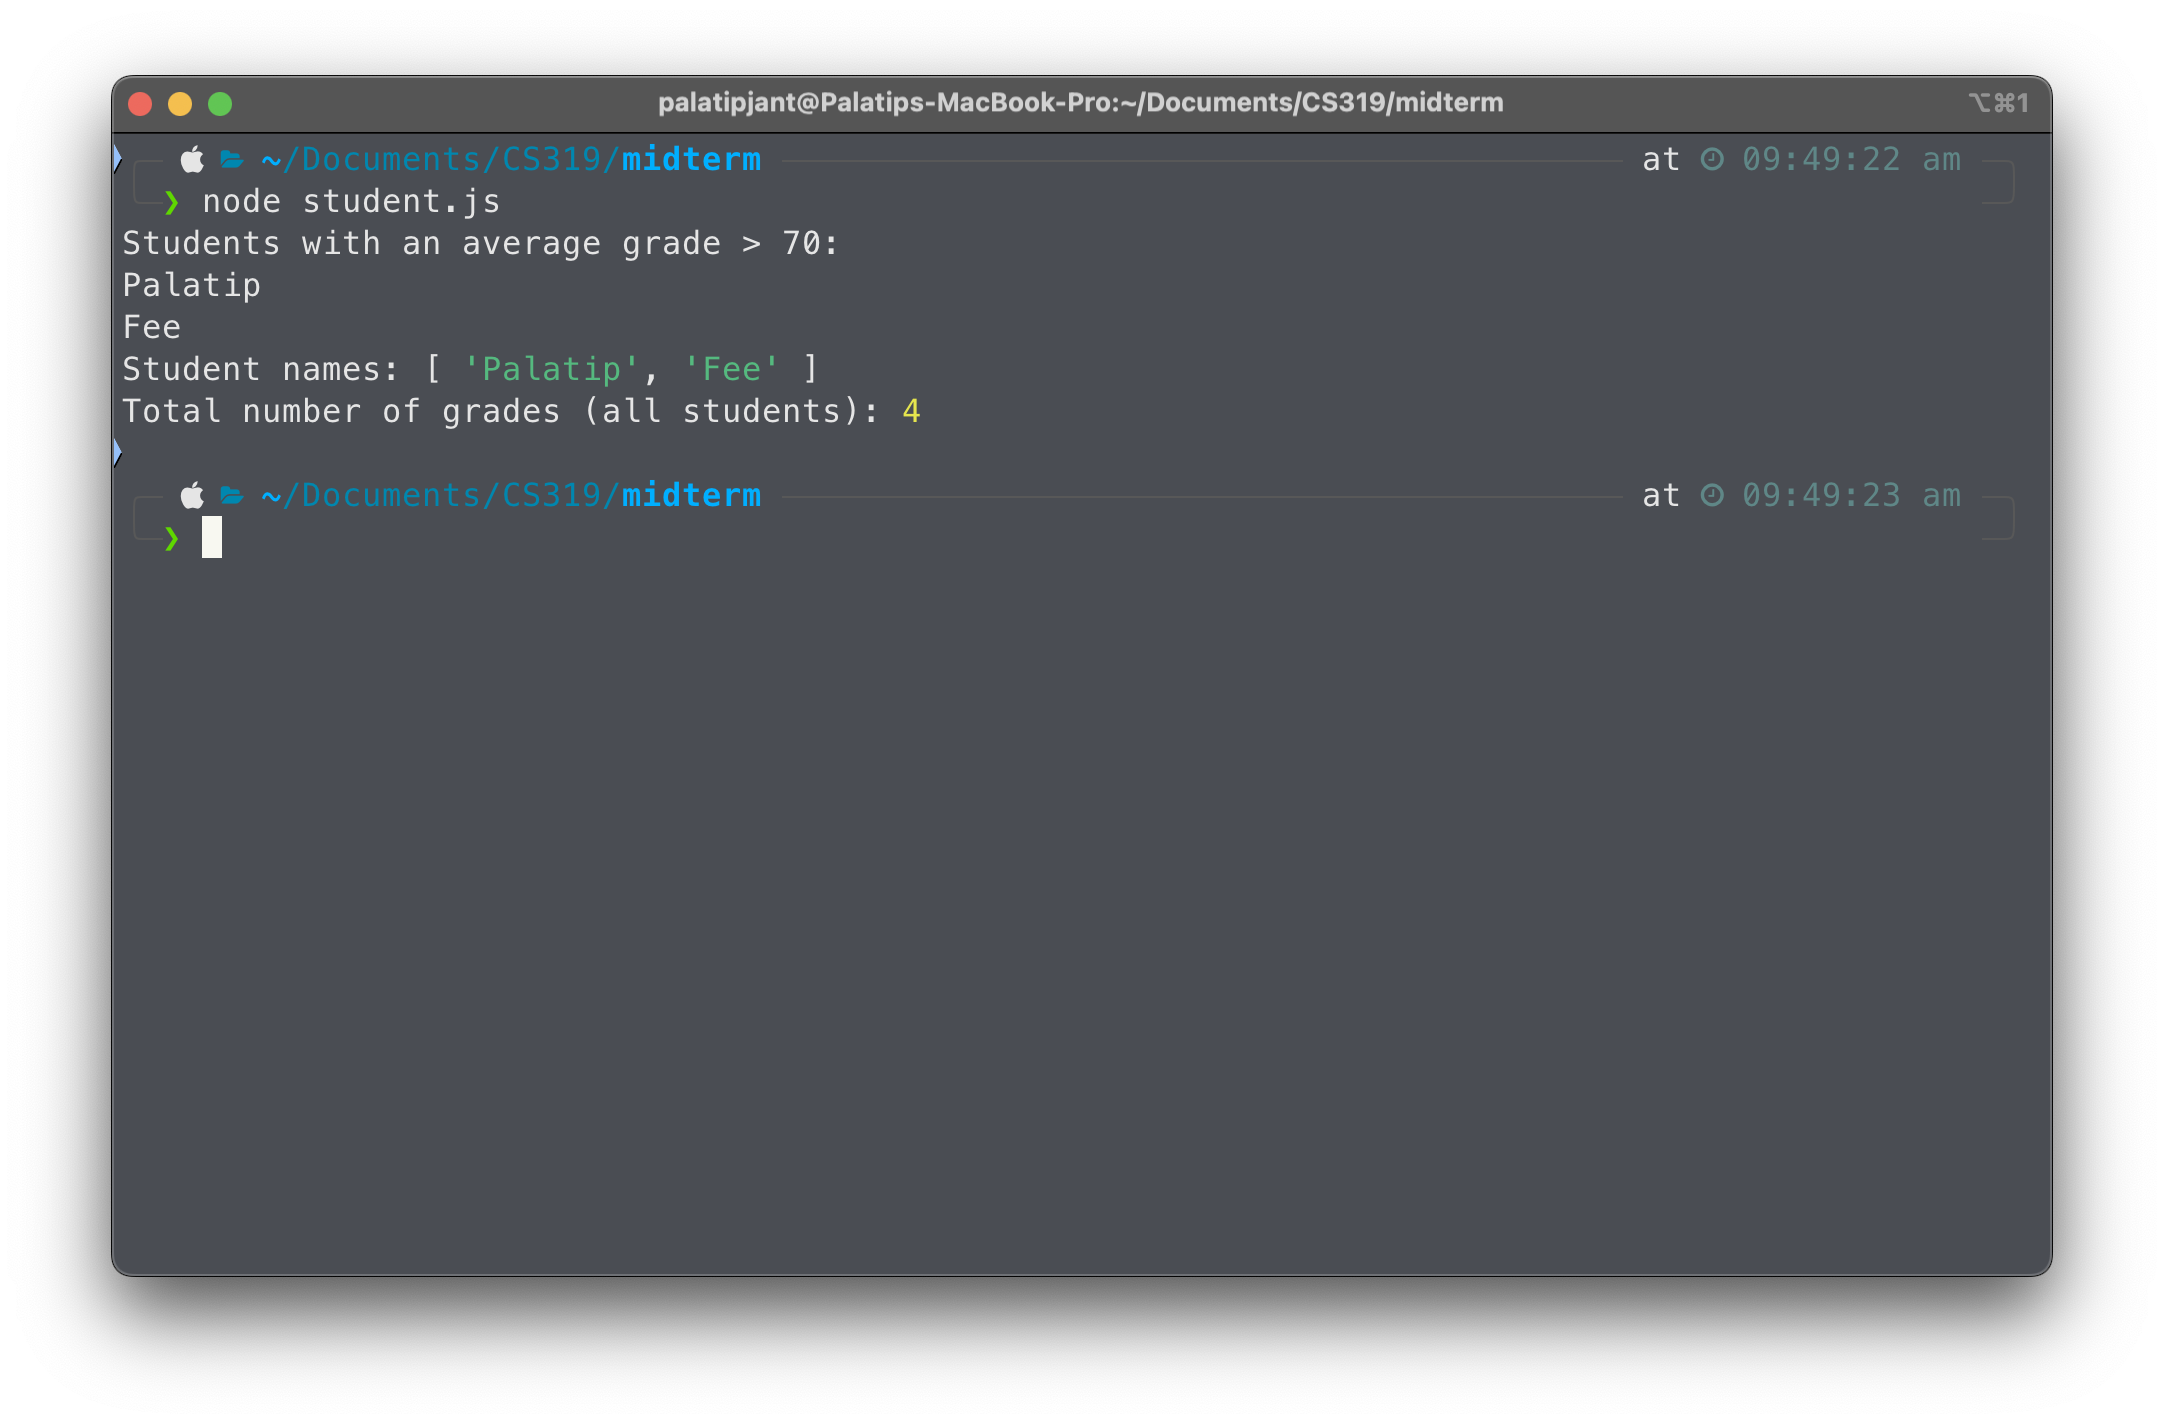 palatipjant@Palatips-MacBook-Pro:~/Documents/CS319/midterm ⌥⌘1
~/Documents/CS319/midterm at 09:49:22 am
❯ node student.js
Students with an average grade > 70:
Palatip
Fee
Student names: [ 'Palatip', 'Fee' ]
Total number of grades (all students): 4
~/Documents/CS319/midterm at 09:49:23 am
❯